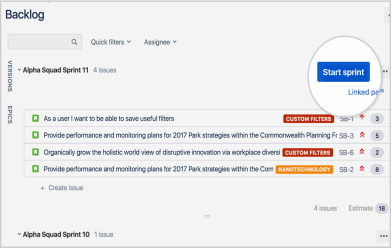 Backlog
Quick filters
Assignee
VERSIONS
EPICS
Alpha Squad Sprint 11 4 issues
Start sprint
Linked pa
As a user I want to be able to save useful filters CUSTOM FILTERS SB-1 3
Provide performance and monitoring plans for 2017 Park strategies within the Commonwealth Planning Fr SB-3 5
Organically grow the holistic world view of disruptive innovation via workplace diversi CUSTOM FILTERS SB-6 2
Provide performance and monitoring plans for 2017 Park strategies within the Com NANOTECHNOLOGY SB-2 8
+ Create issue
4 issues Estimate 18
Alpha Squad Sprint 10 1 issue